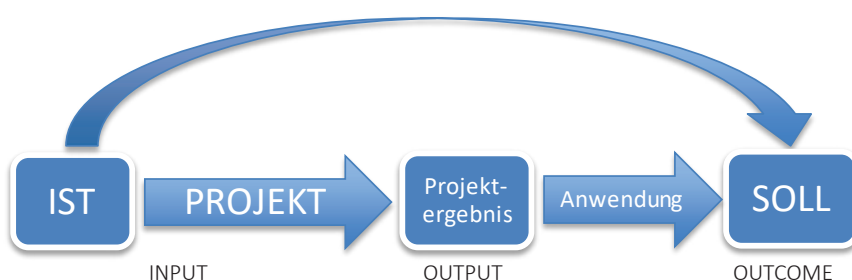 IST
PROJEKT
Projekt-
ergebnis
Anwendung
SOLL
INPUT
OUTPUT
OUTCOME